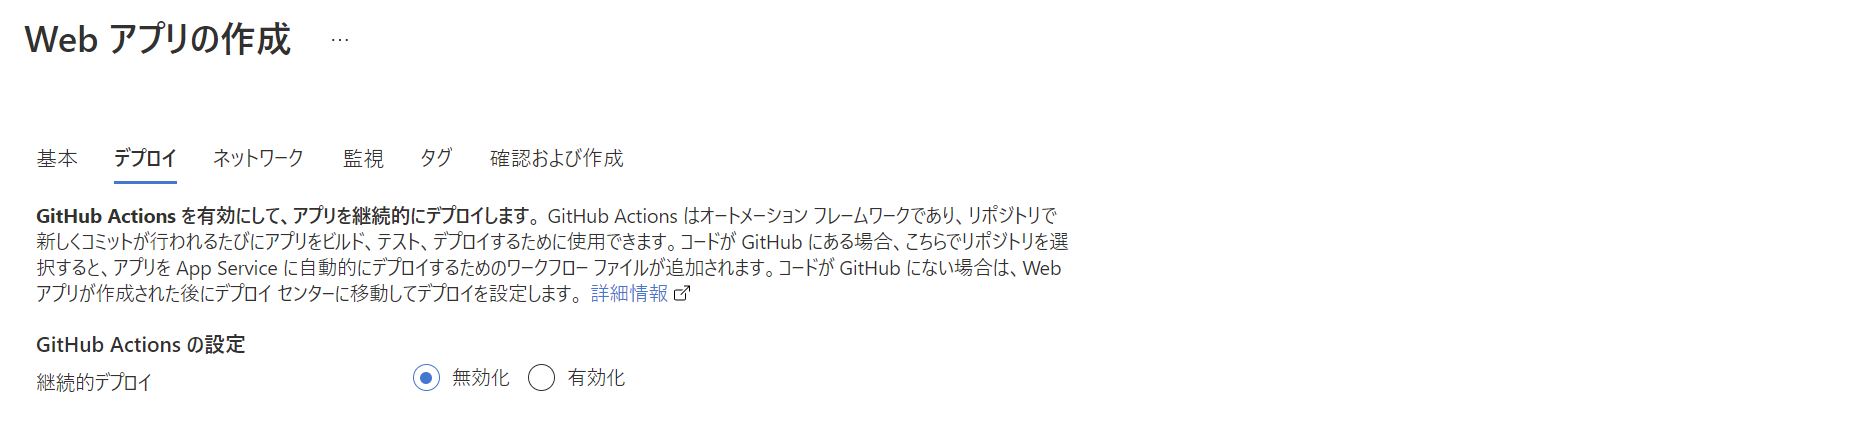 Web アプリの作成 …
基本 デプロイ ネットワーク 監視 タグ 確認および作成
GitHub Actions を有効にして、アプリを継続的にデプロイします。 GitHub Actions はオートメーション フレームワークであり、リポジトリで
新しくコミットが行われるたびにアプリをビルド、テスト、デプロイするために使用できます。コードが GitHub にある場合、こちらでリポジトリを選
択すると、アプリを App Service に自動的にデプロイするためのワークフロー ファイルが追加されます。コードが GitHub にない場合は、Web
アプリが作成された後にデプロイ センターに移動してデプロイを設定します。 詳細情報
GitHub Actions の設定
継続的デプロイ 無効化 有効化